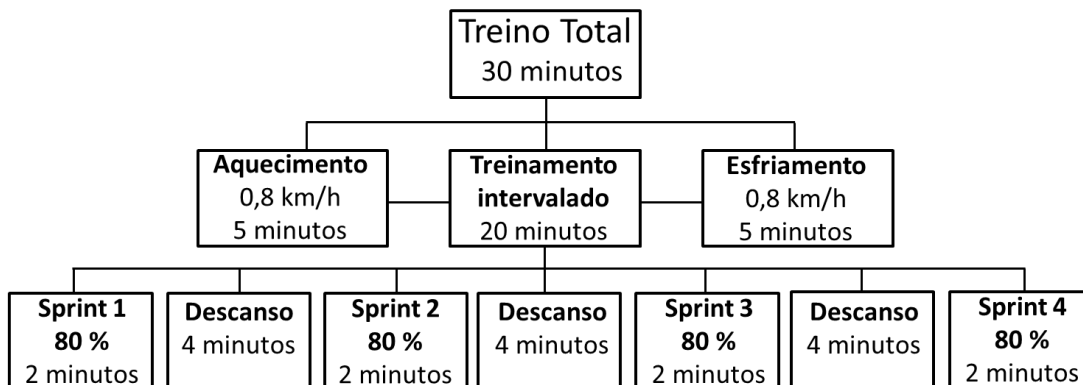 Treino Total
30 minutos
Aquecimento
0,8 km/h
5 minutos
Treinamento
intervalado
20 minutos
Esfriamento
0,8 km/h
5 minutos
Sprint 1
80 %
2 minutos
Descanso
4 minutos
Sprint 2
80 %
2 minutos
Descanso
4 minutos
Sprint 3
80 %
2 minutos
Descanso
4 minutos
Sprint 4
80 %
2 minutos